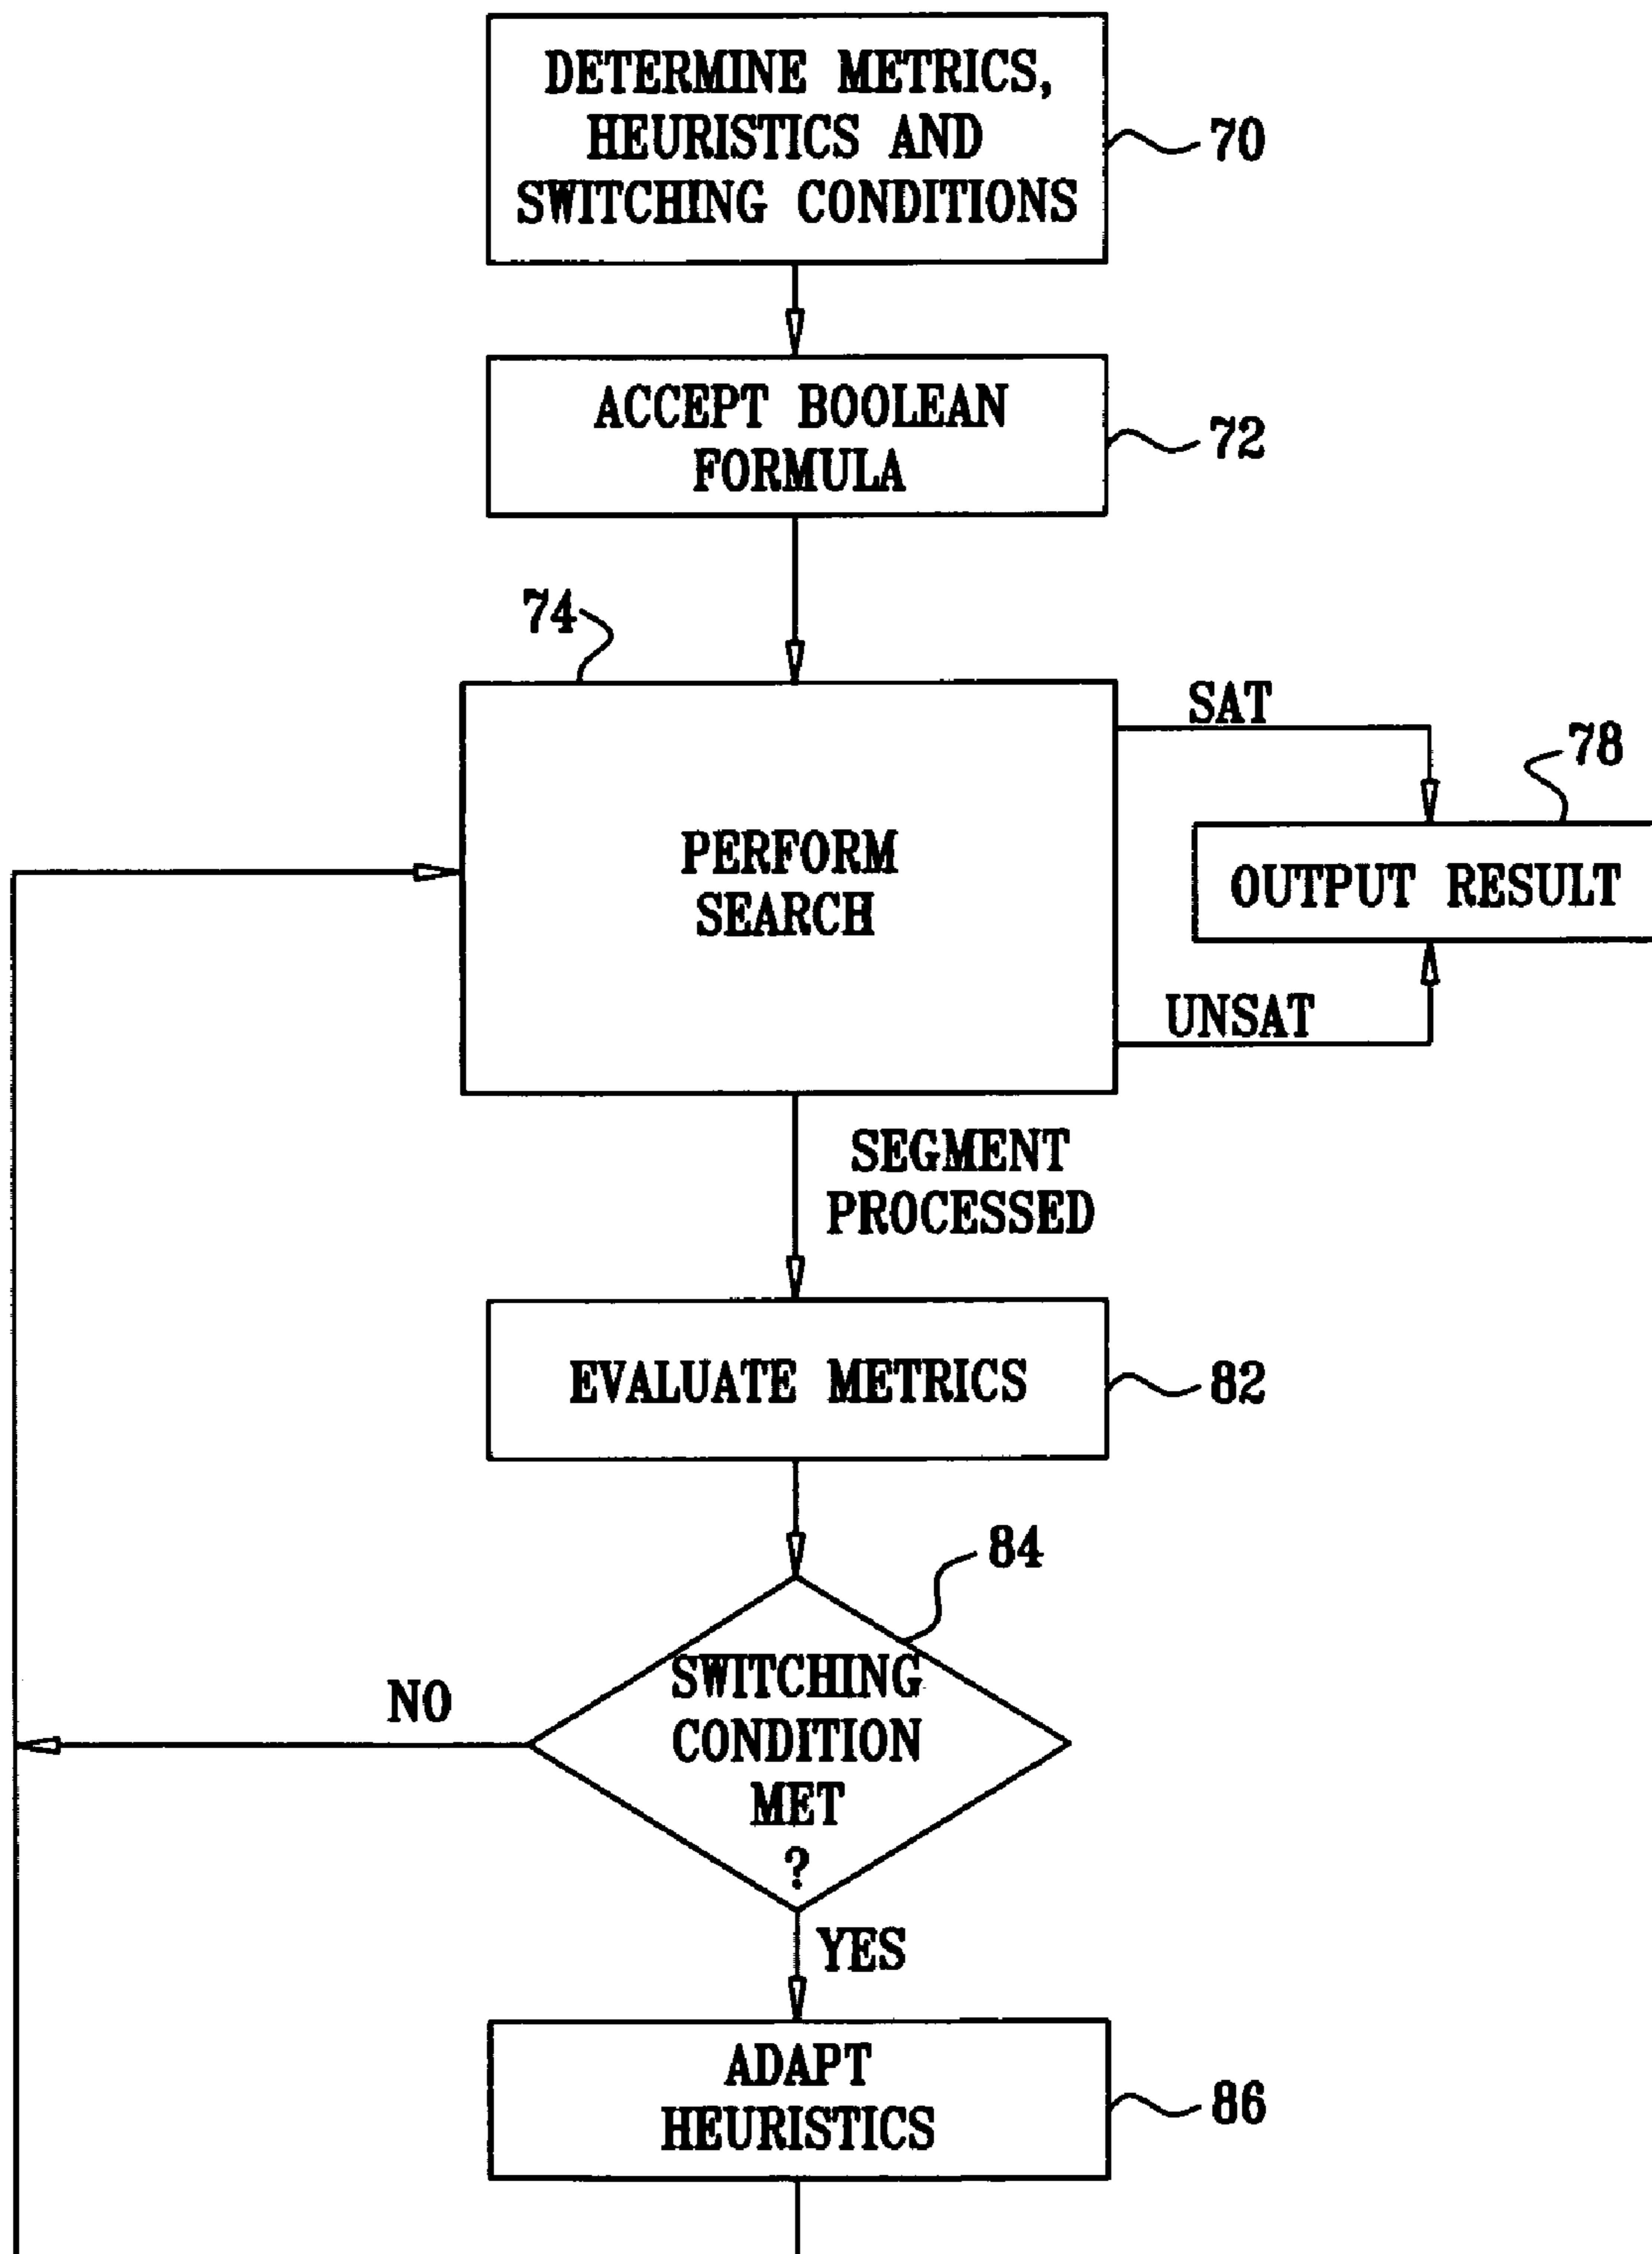 DETERMINE METRICS,
HEURISTICS AND
SWITCHING CONDITIONS
70
ACCEPT BOOLEAN
FORMULA
72
74
PERFORM
SEARCH
SAT
78
OUTPUT RESULT
UNSAT
SEGMENT
PROCESSED
EVALUATE METRICS
82
84
SWITCHING
CONDITION
MET
?
NO
YES
ADAPT
HEURISTICS
86